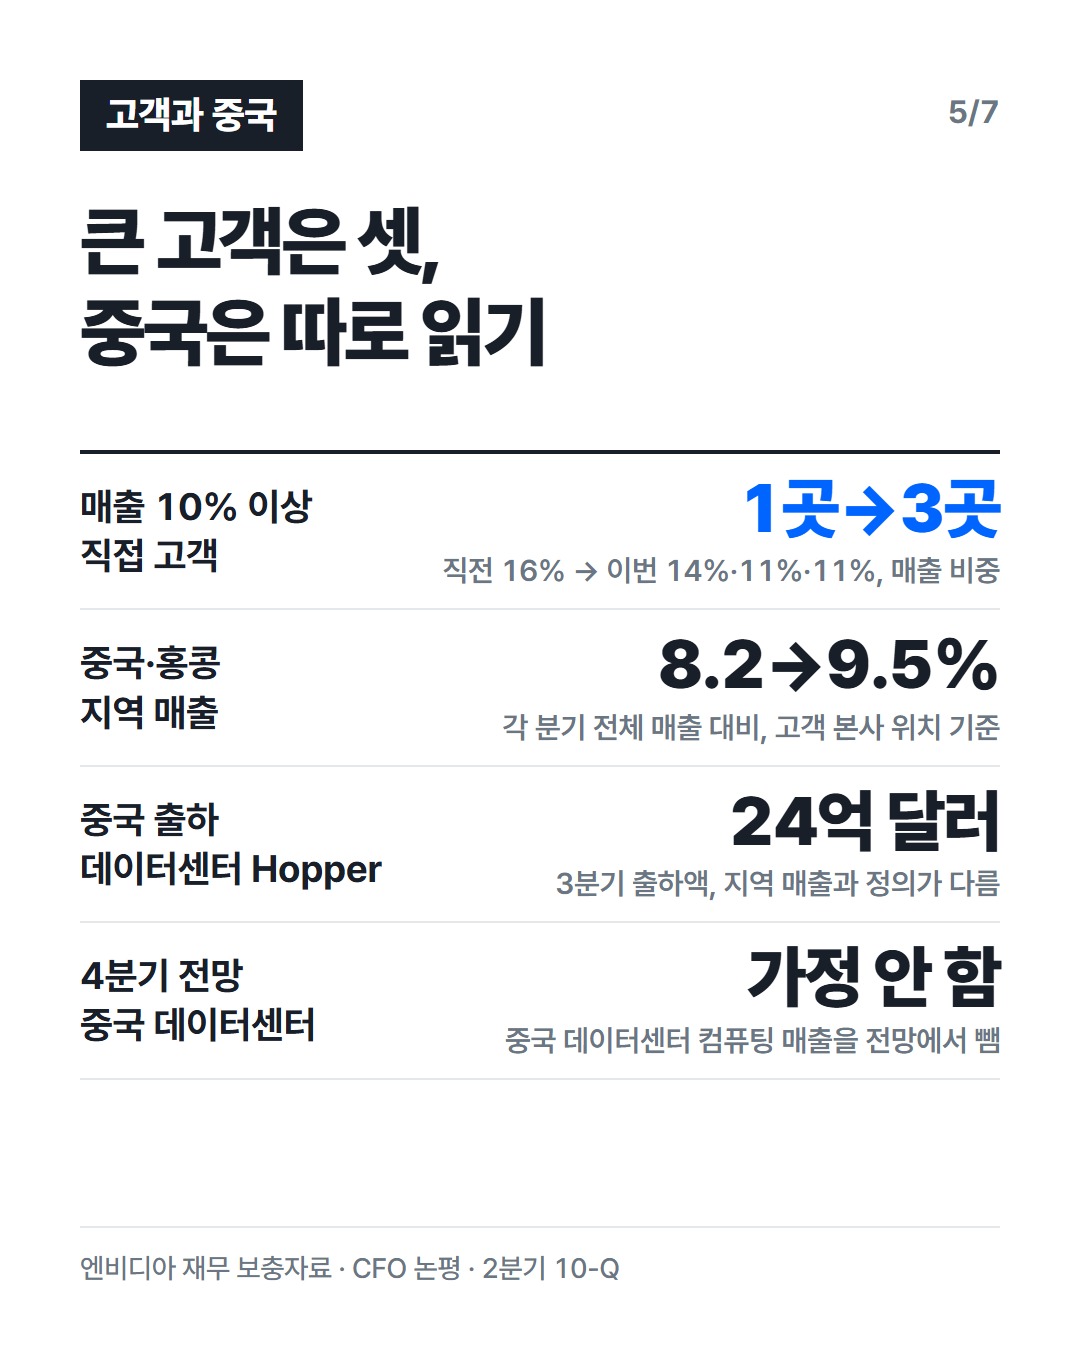 고객과 중국
5/7
큰 고객은 셋,
중국은 따로 읽기
매출 10% 이상
직접 고객
1곳→3곳
직전 16% → 이번 14%·11%·11%, 매출 비중
중국·홍콩
지역 매출
8.2→9.5%
각 분기 전체 매출 대비, 고객 본사 위치 기준
중국 출하
데이터센터 Hopper
24억 달러
3분기 출하액, 지역 매출과 정의가 다름
4분기 전망
중국 데이터센터
가정 안 함
중국 데이터센터 컴퓨팅 매출을 전망에서 뺌
엔비디아 재무 보충자료 · CFO 논평 · 2분기 10-Q